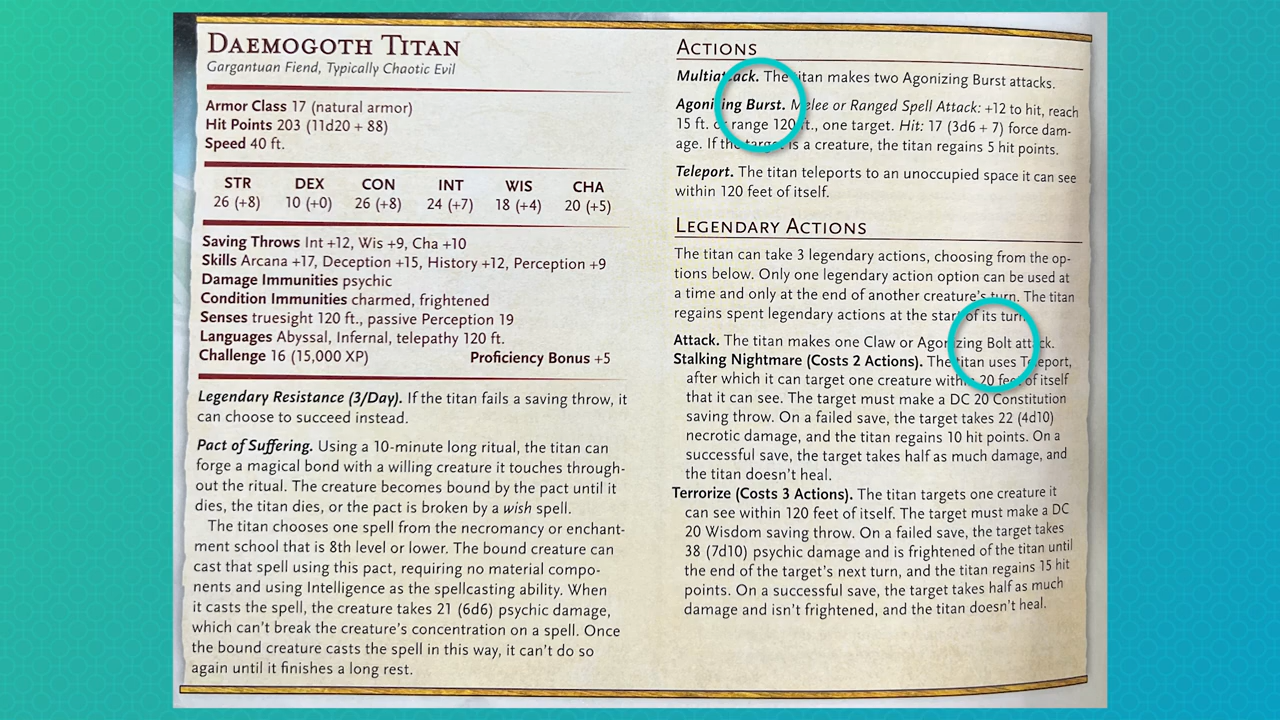 DAEMOGOTH TITAN
Gargantuan Fiend, Typically Chaotic Evil
Armor Class 17 (natural armor)
Hit Points 203 (11d20 + 88)
Speed 40 ft.
STR DEX CON INT WIS CHA
26 (+8) 10 (+0) 26 (+8) 24 (+7) 18 (+4) 20 (+5)
Saving Throws Int +12, Wis +9, Cha +10
Skills Arcana +17, Deception +15, History +12, Perception +9
Damage Immunities psychic
Condition Immunities charmed, frightened
Senses truesight 120 ft., passive Perception 19
Languages Abyssal, Infernal, telepathy 120 ft.
Challenge 16 (15,000 XP) Proficiency Bonus +5
Legendary Resistance (3/Day). If the titan fails a saving throw, it
can choose to succeed instead.
Pact of Suffering. Using a 10-minute long ritual, the titan can
forge a magical bond with a willing creature it touches through-
out the ritual. The creature becomes bound by the pact until it
dies, the titan dies, or the pact is broken by a wish spell.
The titan chooses one spell from the necromancy or enchant-
ment school that is 8th level or lower. The bound creature can
cast that spell using this pact, requiring no material compo-
nents and using Intelligence as the spellcasting ability. When
it casts the spell, the creature takes 21 (6d6) psychic damage,
which can't break the creature's concentration on a spell. Once
the bound creature casts the spell in this way, it can't do so
again until it finishes a long rest.
ACTIONS
Multiattack. The titan makes two Agonizing Burst attacks.
Agonizing Burst. Melee or Ranged Spell Attack: +12 to hit, reach
15 ft. or range 120 ft., one target. Hit: 17 (3d6 + 7) force dam-
age. If the target is a creature, the titan regains 5 hit points.
Teleport. The titan teleports to an unoccupied space it can see
within 120 feet of itself.
LEGENDARY ACTIONS
The titan can take 3 legendary actions, choosing from the op-
tions below. Only one legendary action option can be used at
a time and only at the end of another creature's turn. The titan
regains spent legendary actions at the start of its turn.
Attack. The titan makes one Claw or Agonizing Bolt attack.
Stalking Nightmare (Costs 2 Actions). The titan uses Teleport,
after which it can target one creature within 20 feet of itself
that it can see. The target must make a DC 20 Constitution
saving throw. On a failed save, the target takes 22 (4d10)
necrotic damage, and the titan regains 10 hit points. On a
successful save, the target takes half as much damage, and
the titan doesn't heal.
Terrorize (Costs 3 Actions). The titan targets one creature it
can see within 120 feet of itself. The target must make a DC
20 Wisdom saving throw. On a failed save, the target takes
38 (7d10) psychic damage and is frightened of the titan until
the end of the target's next turn, and the titan regains 15 hit
points. On a successful save, the target takes half as much
damage and isn't frightened, and the titan doesn't heal.